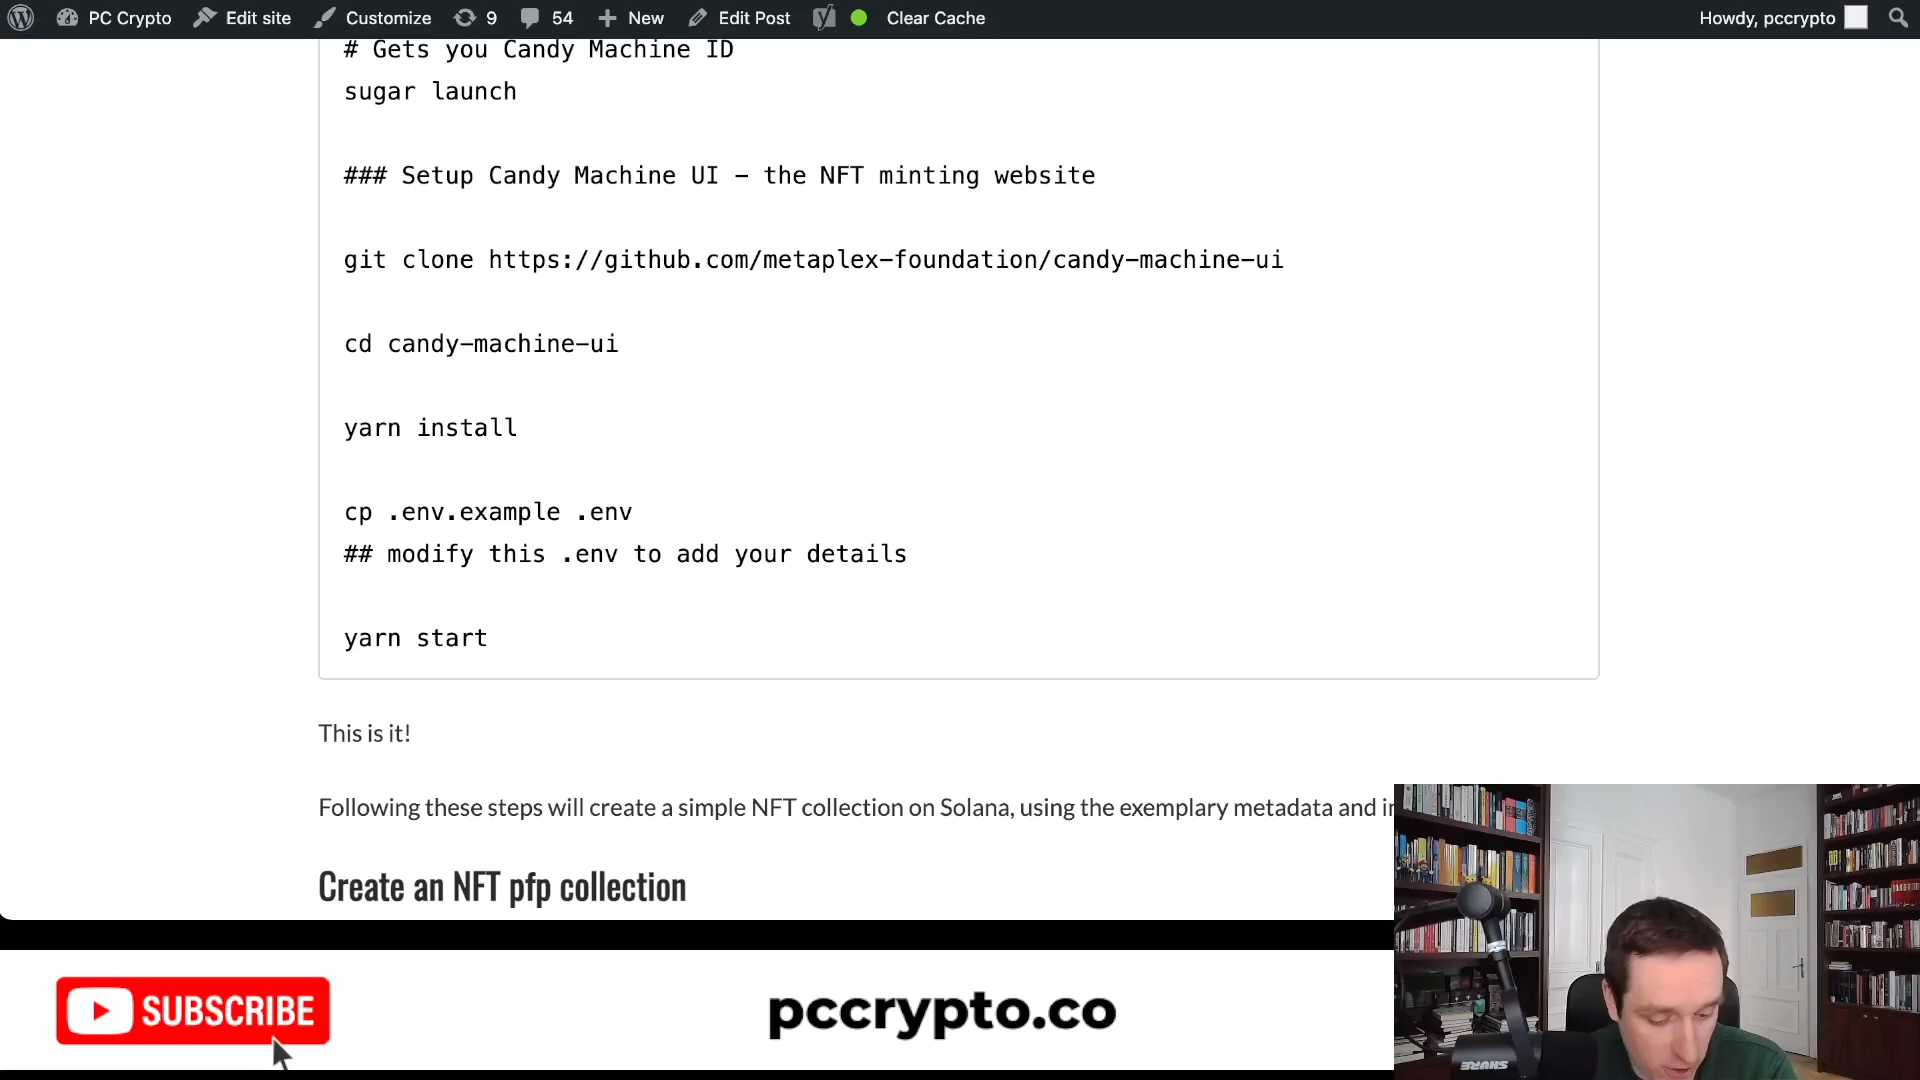 PC Crypto Edit site Customize 9 54 New Edit Post Clear Cache Howdy, pccrypto
# Gets you Candy Machine ID
sugar launch
### Setup Candy Machine UI - the NFT minting website
git clone https://github.com/metaplex-foundation/candy-machine-ui
cd candy-machine-ui
yarn install
cp .env.example .env
## modify this .env to add your details
yarn start
This is it!
Following these steps will create a simple NFT collection on Solana, using the exemplary metadata and
Create an NFT pfp collection
SUBSCRIBE
pccrypto.co
SHURE